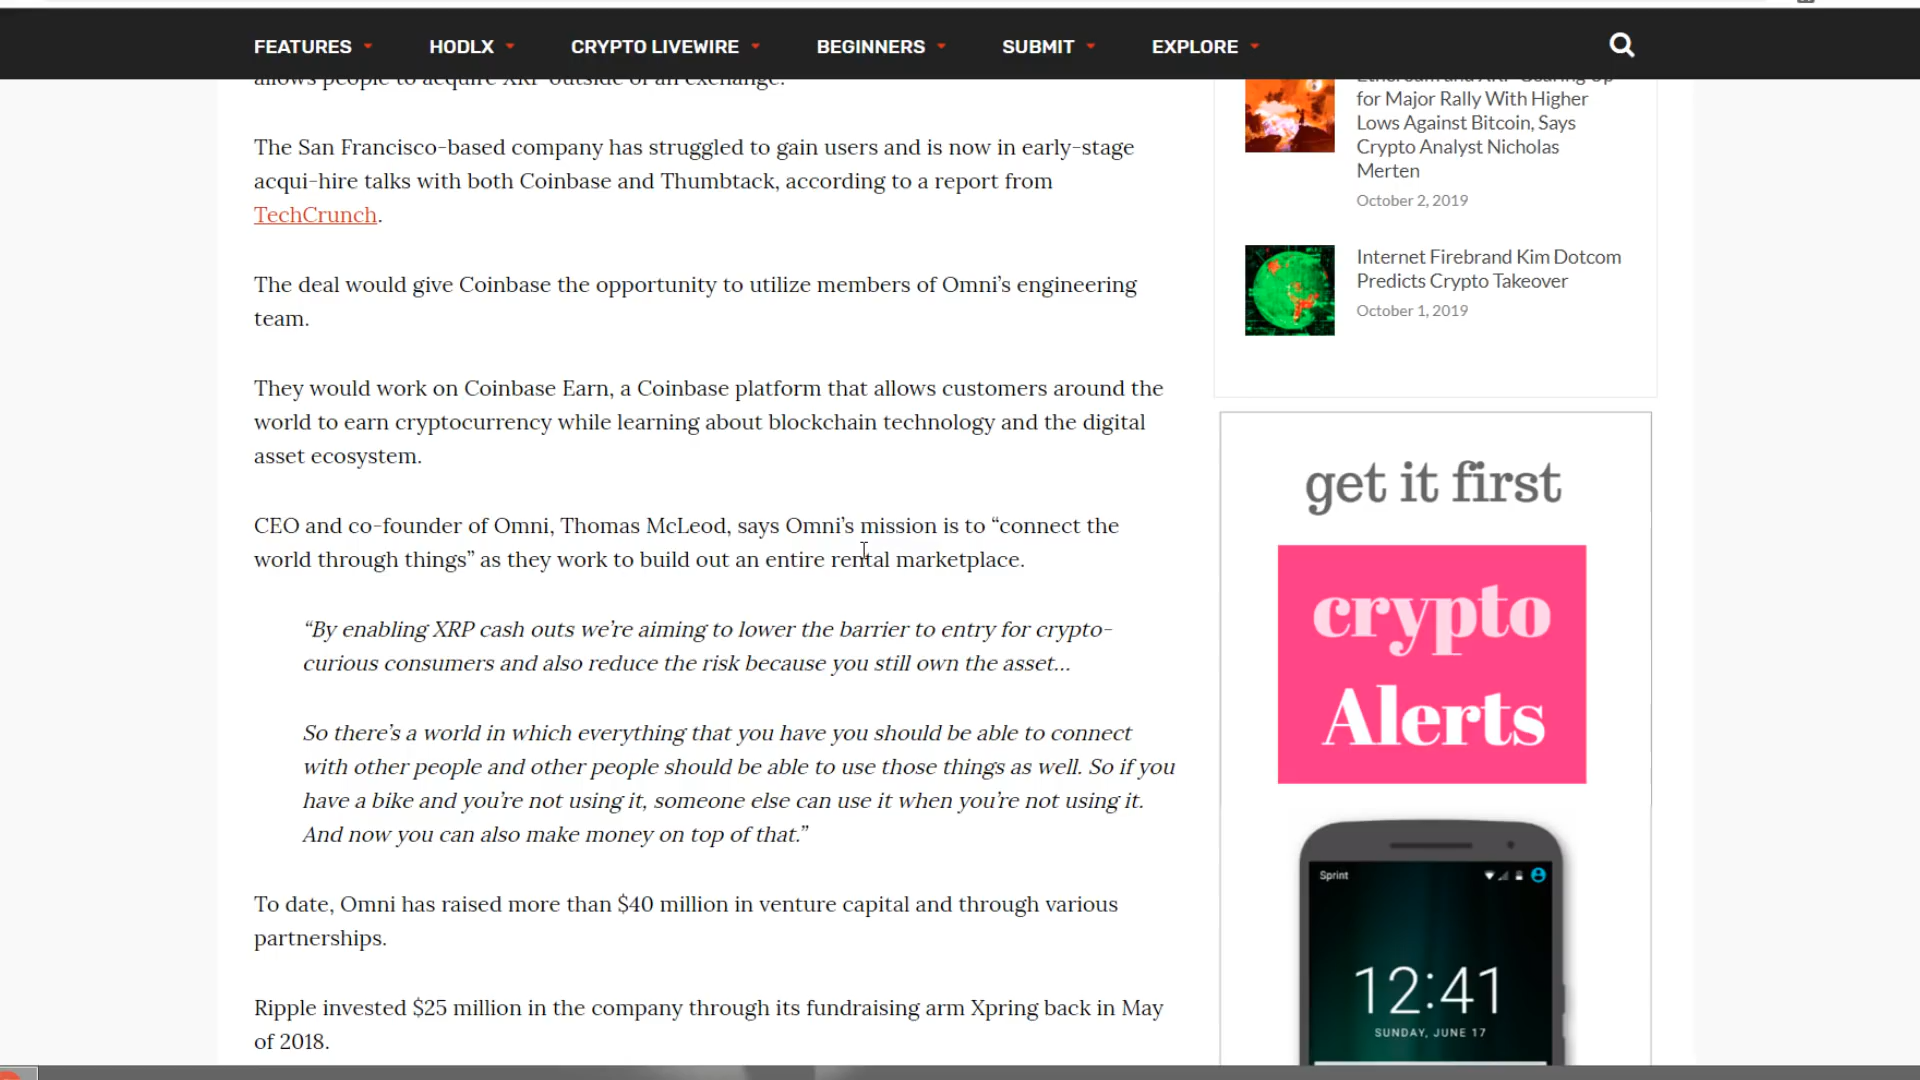 FEATURES HODLX CRYPTO LIVEWIRE BEGINNERS SUBMIT EXPLORE
allows people to acquire XRP outside of an exchange.
The San Francisco-based company has struggled to gain users and is now in early-stage
acqui-hire talks with both Coinbase and Thumbtack, according to a report from
TechCrunch.
The deal would give Coinbase the opportunity to utilize members of Omni’s engineering
team.
They would work on Coinbase Earn, a Coinbase platform that allows customers around the
world to earn cryptocurrency while learning about blockchain technology and the digital
asset ecosystem.
CEO and co-founder of Omni, Thomas McLeod, says Omni’s mission is to “connect the
world through things” as they work to build out an entire rental marketplace.
“By enabling XRP cash outs we’re aiming to lower the barrier to entry for crypto-
curious consumers and also reduce the risk because you still own the asset…
So there’s a world in which everything that you have you should be able to connect
with other people and other people should be able to use those things as well. So if you
have a bike and you’re not using it, someone else can use it when you’re not using it.
And now you can also make money on top of that.”
To date, Omni has raised more than $40 million in venture capital and through various
partnerships.
Ripple invested $25 million in the company through its fundraising arm Xpring back in May
of 2018.
Ethereum and XRP Gearing Up
for Major Rally With Higher
Lows Against Bitcoin, Says
Crypto Analyst Nicholas
Merten
October 2, 2019
Internet Firebrand Kim Dotcom
Predicts Crypto Takeover
October 1, 2019
get it first
crypto
Alerts
Sprint
12:41
SUNDAY, JUNE 17